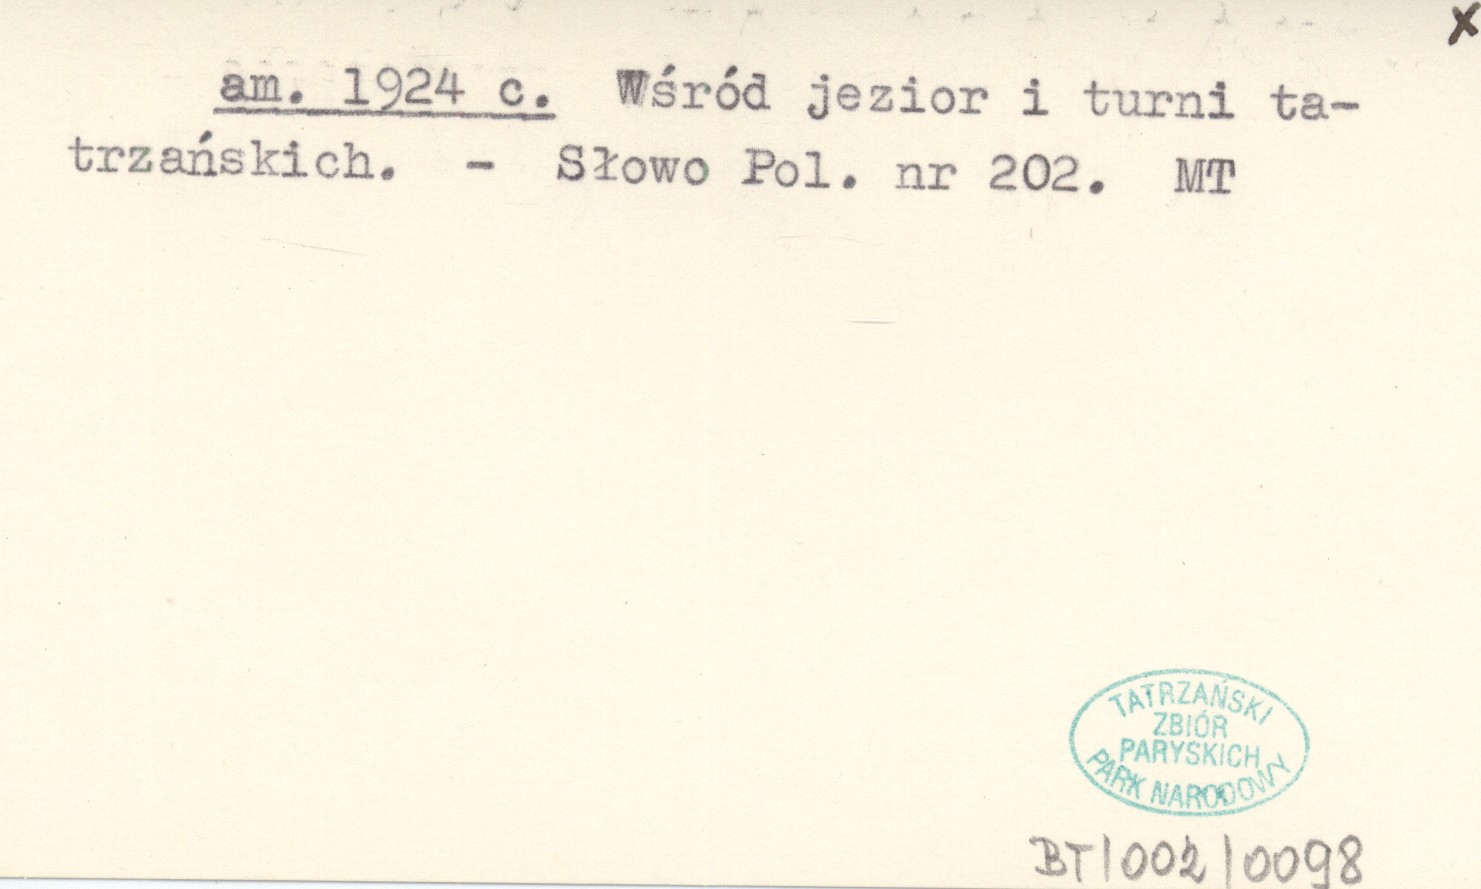 x
am. 1924 c. Wśród jezior i turni ta-
trzańskich. - Słowo Pol. nr 202. MT
TATRZAŃSKI
ZBIÓR
PARYSKICH
PARK NARODOWY
BT/002/0098